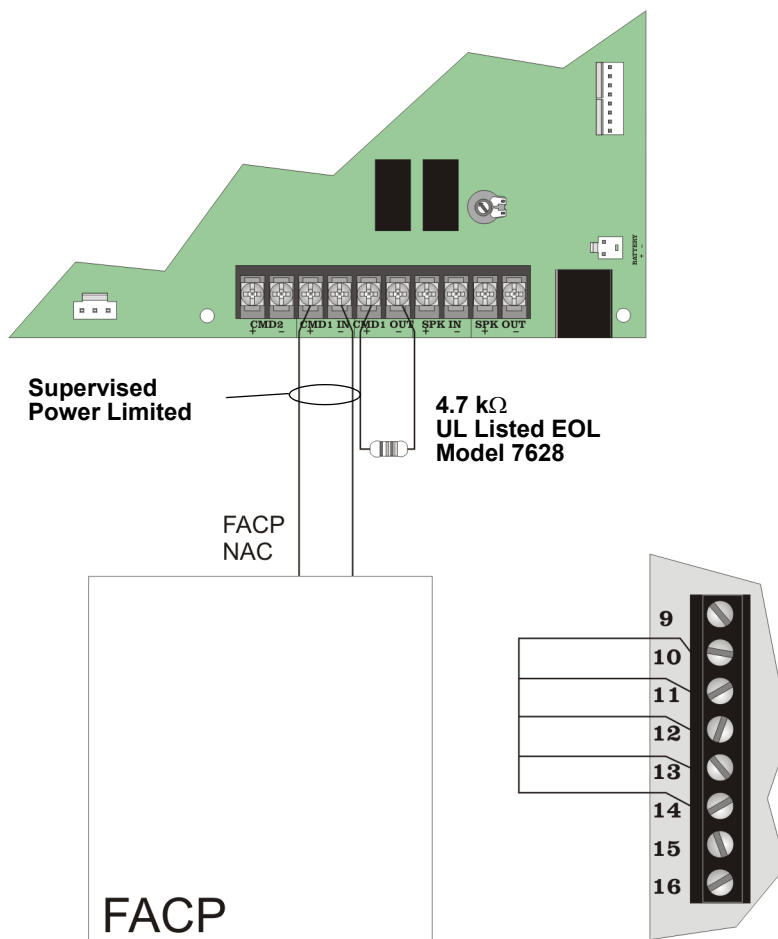 BATTERY
+ -
CMD2 CMD1 IN CMD1 OUT SPK IN SPK OUT
+ - + - + - + - + -
Supervised
Power Limited
4.7 kΩ
UL Listed EOL
Model 7628
FACP
NAC
9
10
11
12
13
14
15
16
FACP